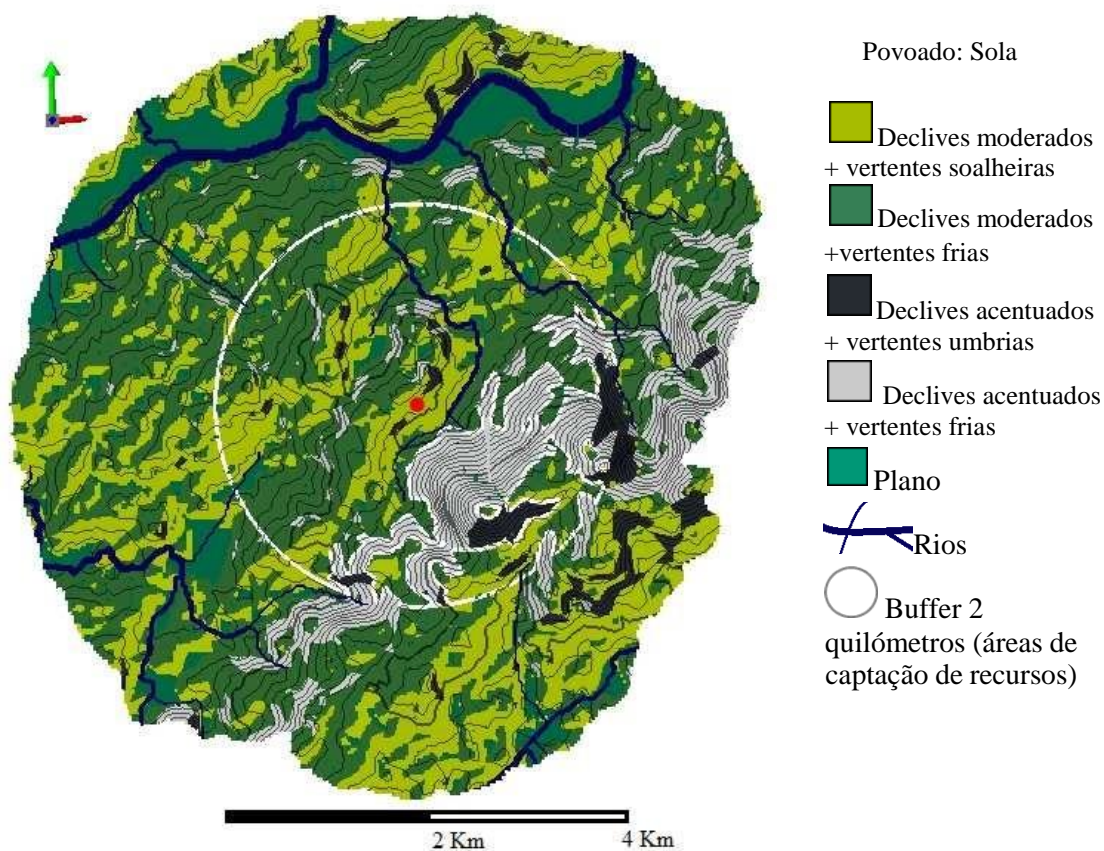 Povoado: Sola
Declives moderados
+ vertentes soalheiras
Declives moderados
+vertentes frias
Declives acentuados
+ vertentes umbrias
Declives acentuados
+ vertentes frias
Plano
Rios
Buffer 2
quilómetros (áreas de
captação de recursos)
2 Km
4 Km